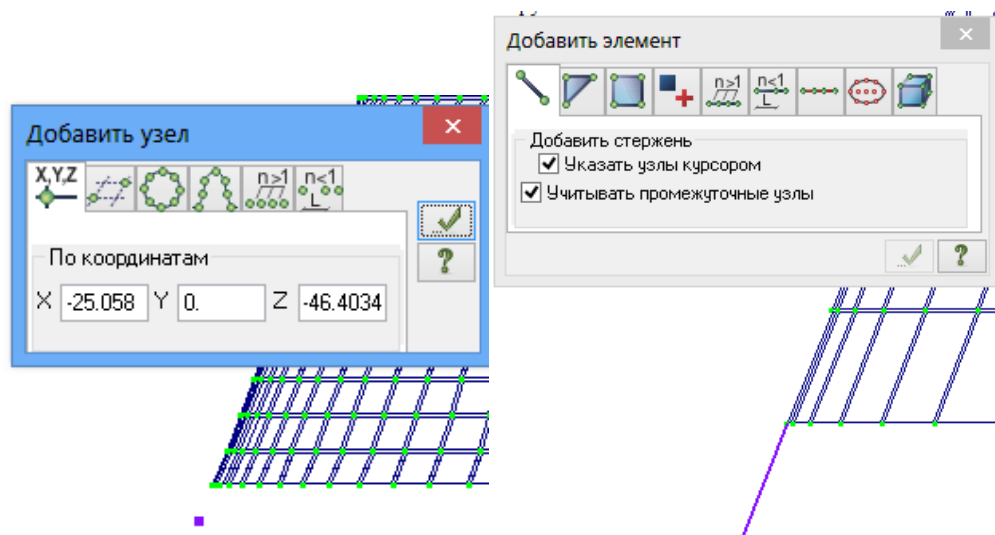 Добавить узел
X,Y,Z
n>1
n<1
L
По координатам
X -25.058 Y 0. Z -46.4034
Добавить элемент
n>1
n<1
L
Добавить стержень
Указать узлы курсором
Учитывать промежуточные узлы